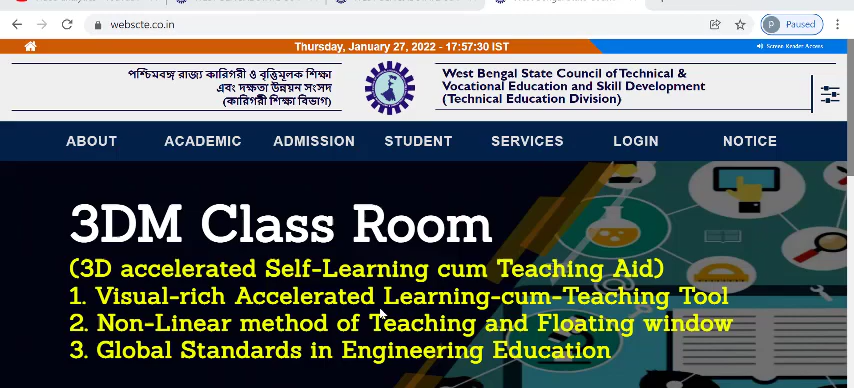 webscte.co.in
P Paused
Thursday, January 27, 2022 - 17:57:30 IST
Screen Reader Access
পশ্চিমবঙ্গ রাজ্য কারিগরী ও বৃত্তিমূলক শিক্ষা
এবং দক্ষতা উন্নয়ন সংসদ
(কারিগরী শিক্ষা বিভাগ)
West Bengal State Council of Technical &
Vocational Education and Skill Development
(Technical Education Division)
ABOUT ACADEMIC ADMISSION STUDENT SERVICES LOGIN NOTICE
3DM Class Room
(3D accelerated Self-Learning cum Teaching Aid)
1. Visual-rich Accelerated Learning-cum-Teaching Tool
2. Non-Linear method of Teaching and Floating window
3. Global Standards in Engineering Education